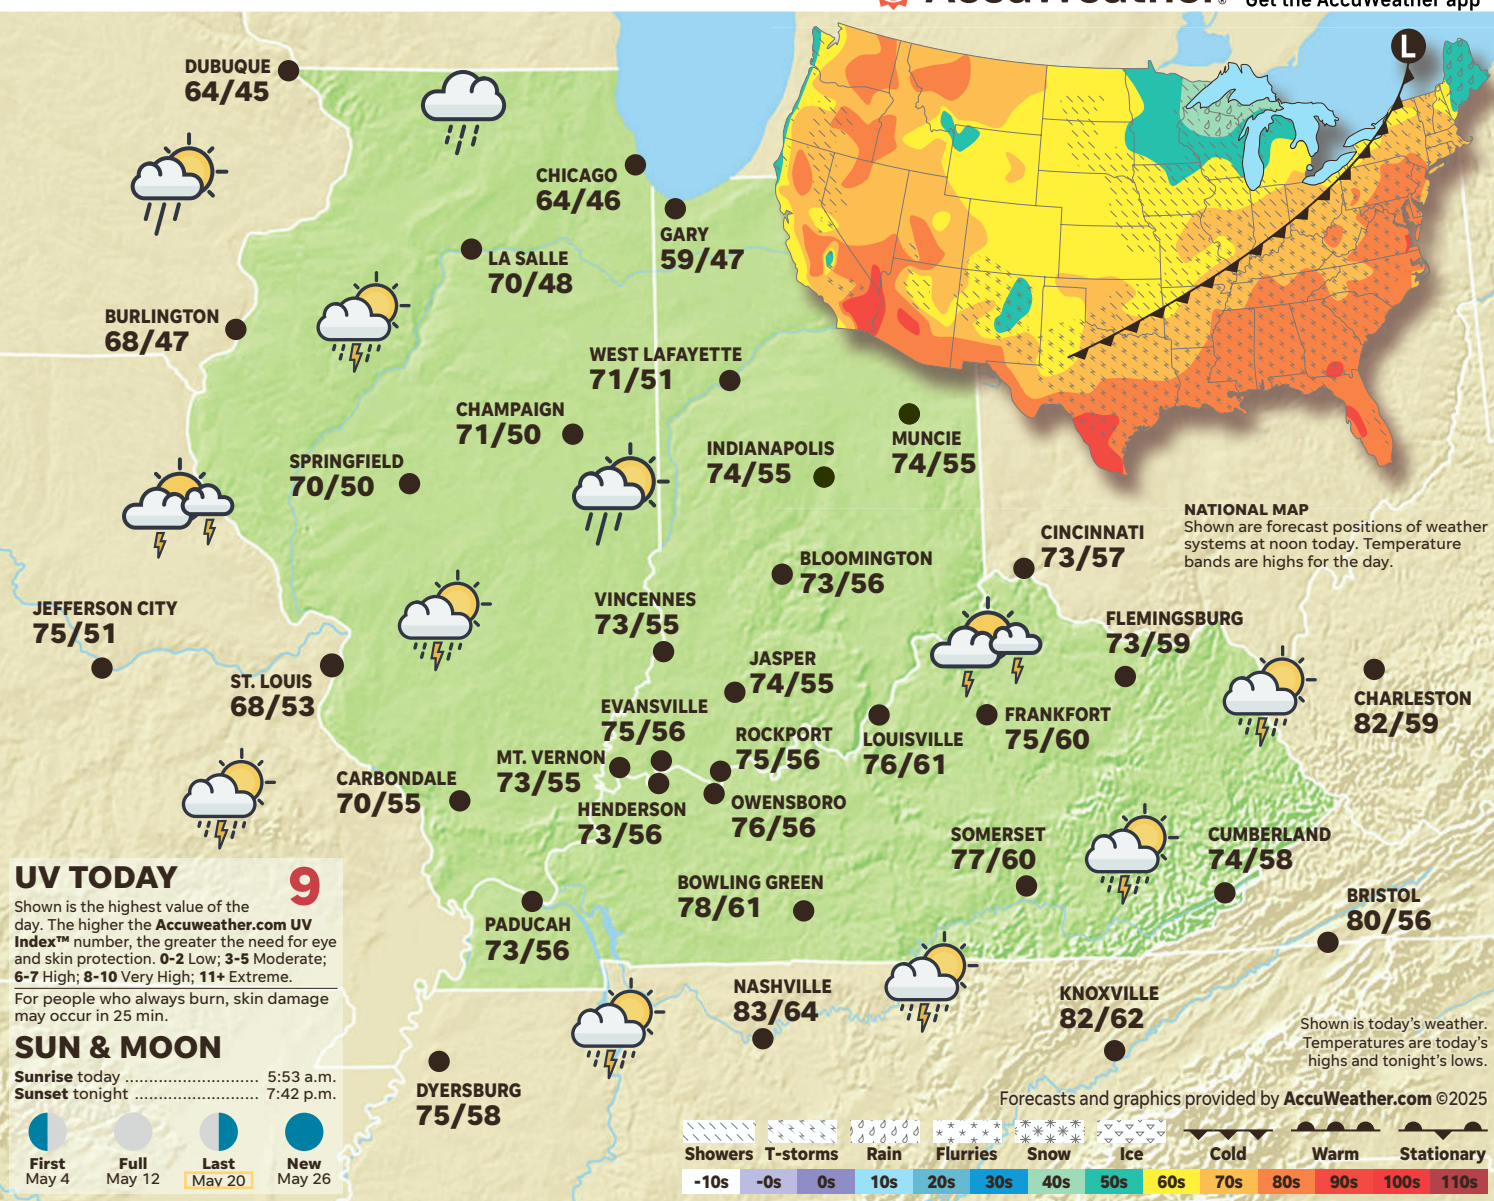 AccuWeather® Get the AccuWeather app
L
DUBUQUE
64/45
CHICAGO
64/46
GARY
59/47
LA SALLE
70/48
BURLINGTON
68/47
WEST LAFAYETTE
71/51
CHAMPAIGN
71/50
SPRINGFIELD
70/50
INDIANAPOLIS
74/55
MUNCIE
74/55
NATIONAL MAP
Shown are forecast positions of weather
systems at noon today. Temperature
bands are highs for the day.
CINCINNATI
73/57
BLOOMINGTON
73/56
JEFFERSON CITY
75/51
VINCENNES
73/55
FLEMINGSBURG
73/59
ST. LOUIS
68/53
JASPER
74/55
EVANSVILLE
75/56
ROCKPORT
75/56
LOUISVILLE
76/61
FRANKFORT
75/60
CHARLESTON
82/59
MT. VERNON
73/55
CARBONDALE
70/55
HENDERSON
73/56
OWENSBORO
76/56
SOMERSET
77/60
CUMBERLAND
74/58
BOWLING GREEN
78/61
BRISTOL
80/56
PADUCAH
73/56
NASHVILLE
83/64
KNOXVILLE
82/62
DYERSBURG
75/58
UV TODAY 9
Shown is the highest value of the
day. The higher the Accuweather.com UV
Index™ number, the greater the need for eye
and skin protection. 0-2 Low; 3-5 Moderate;
6-7 High; 8-10 Very High; 11+ Extreme.
For people who always burn, skin damage
may occur in 25 min.
SUN & MOON
Sunrise today ............................ 5:53 a.m.
Sunset tonight .......................... 7:42 p.m.
First Full Last New
May 4 May 12 May 20 May 26
Shown is today's weather.
Temperatures are today's
highs and tonight's lows.
Forecasts and graphics provided by AccuWeather.com ©2025
Showers T-storms Rain Flurries Snow Ice Cold Warm Stationary
-10s -0s 0s 10s 20s 30s 40s 50s 60s 70s 80s 90s 100s 110s